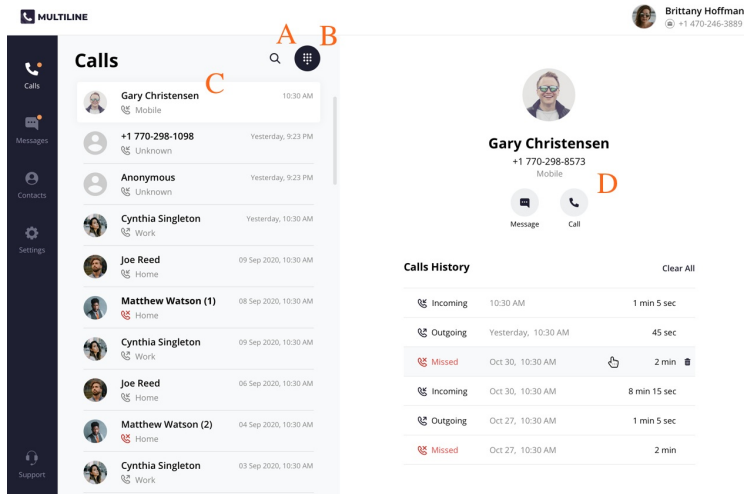 MULTILINE
Brittany Hoffman
+1 470-246-3889
A
B
Calls
C
Calls
Messages
Contacts
Settings
Support
Gary Christensen
10:30 AM
Mobile
+1 770-298-1098
Yesterday, 9:23 PM
Unknown
Anonymous
Yesterday, 9:23 PM
Unknown
Cynthia Singleton
Yesterday, 10:30 AM
Work
Joe Reed
09 Sep 2020, 10:30 AM
Home
Matthew Watson (1)
08 Sep 2020, 10:30 AM
Home
Cynthia Singleton
09 Sep 2020, 10:30 AM
Work
Joe Reed
06 Sep 2020, 10:30 AM
Home
Matthew Watson (2)
04 Sep 2020, 10:30 AM
Home
Cynthia Singleton
03 Sep 2020, 10:30 AM
Work
Gary Christensen
+1 770-298-8573
Mobile
D
Message
Call
Calls History
Clear All
Incoming 10:30 AM 1 min 5 sec
Outgoing Yesterday, 10:30 AM 45 sec
Missed Oct 30, 10:30 AM 2 min
Incoming Oct 30, 10:30 AM 8 min 15 sec
Outgoing Oct 27, 10:30 AM 1 min 5 sec
Missed Oct 27, 10:30 AM 2 min